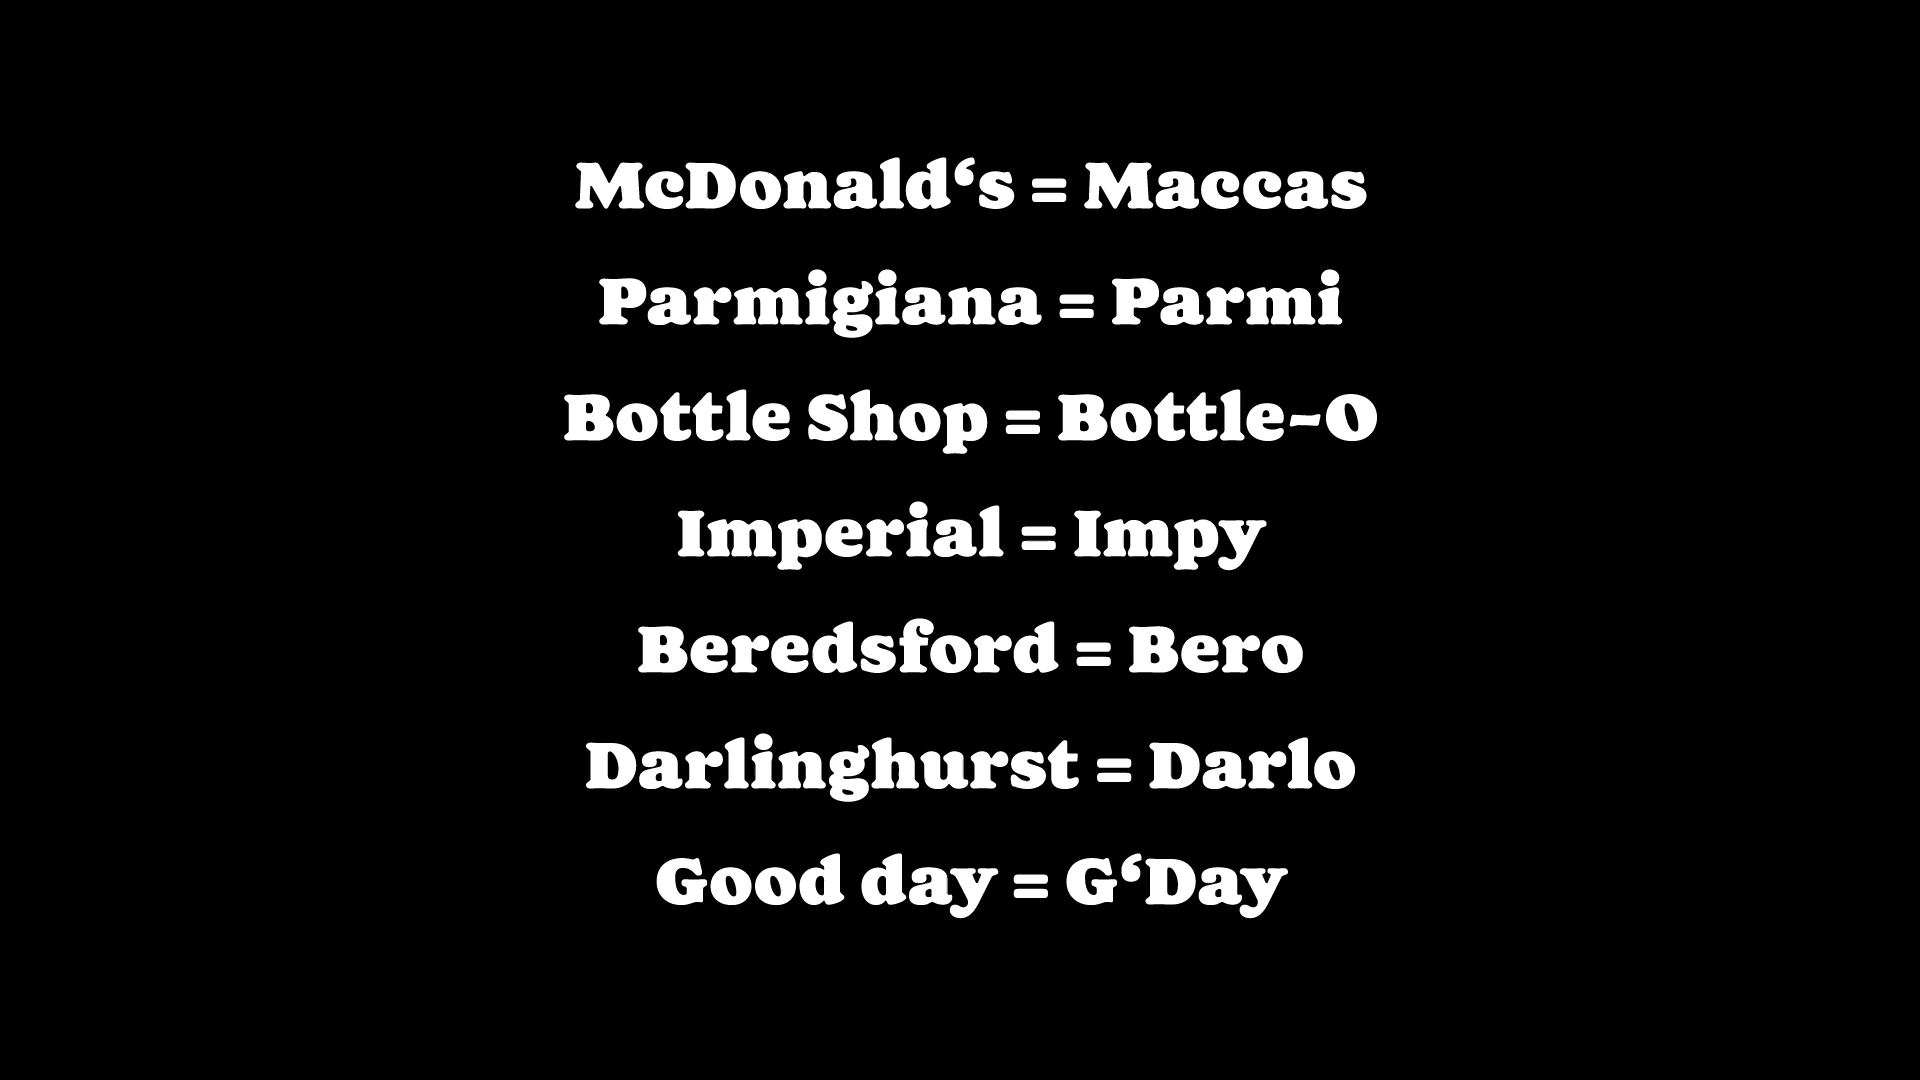 McDonald‘s = Maccas
Parmigiana = Parmi
Bottle Shop = Bottle-O
Imperial = Impy
Beredsford = Bero
Darlinghurst = Darlo
Good day = G‘Day